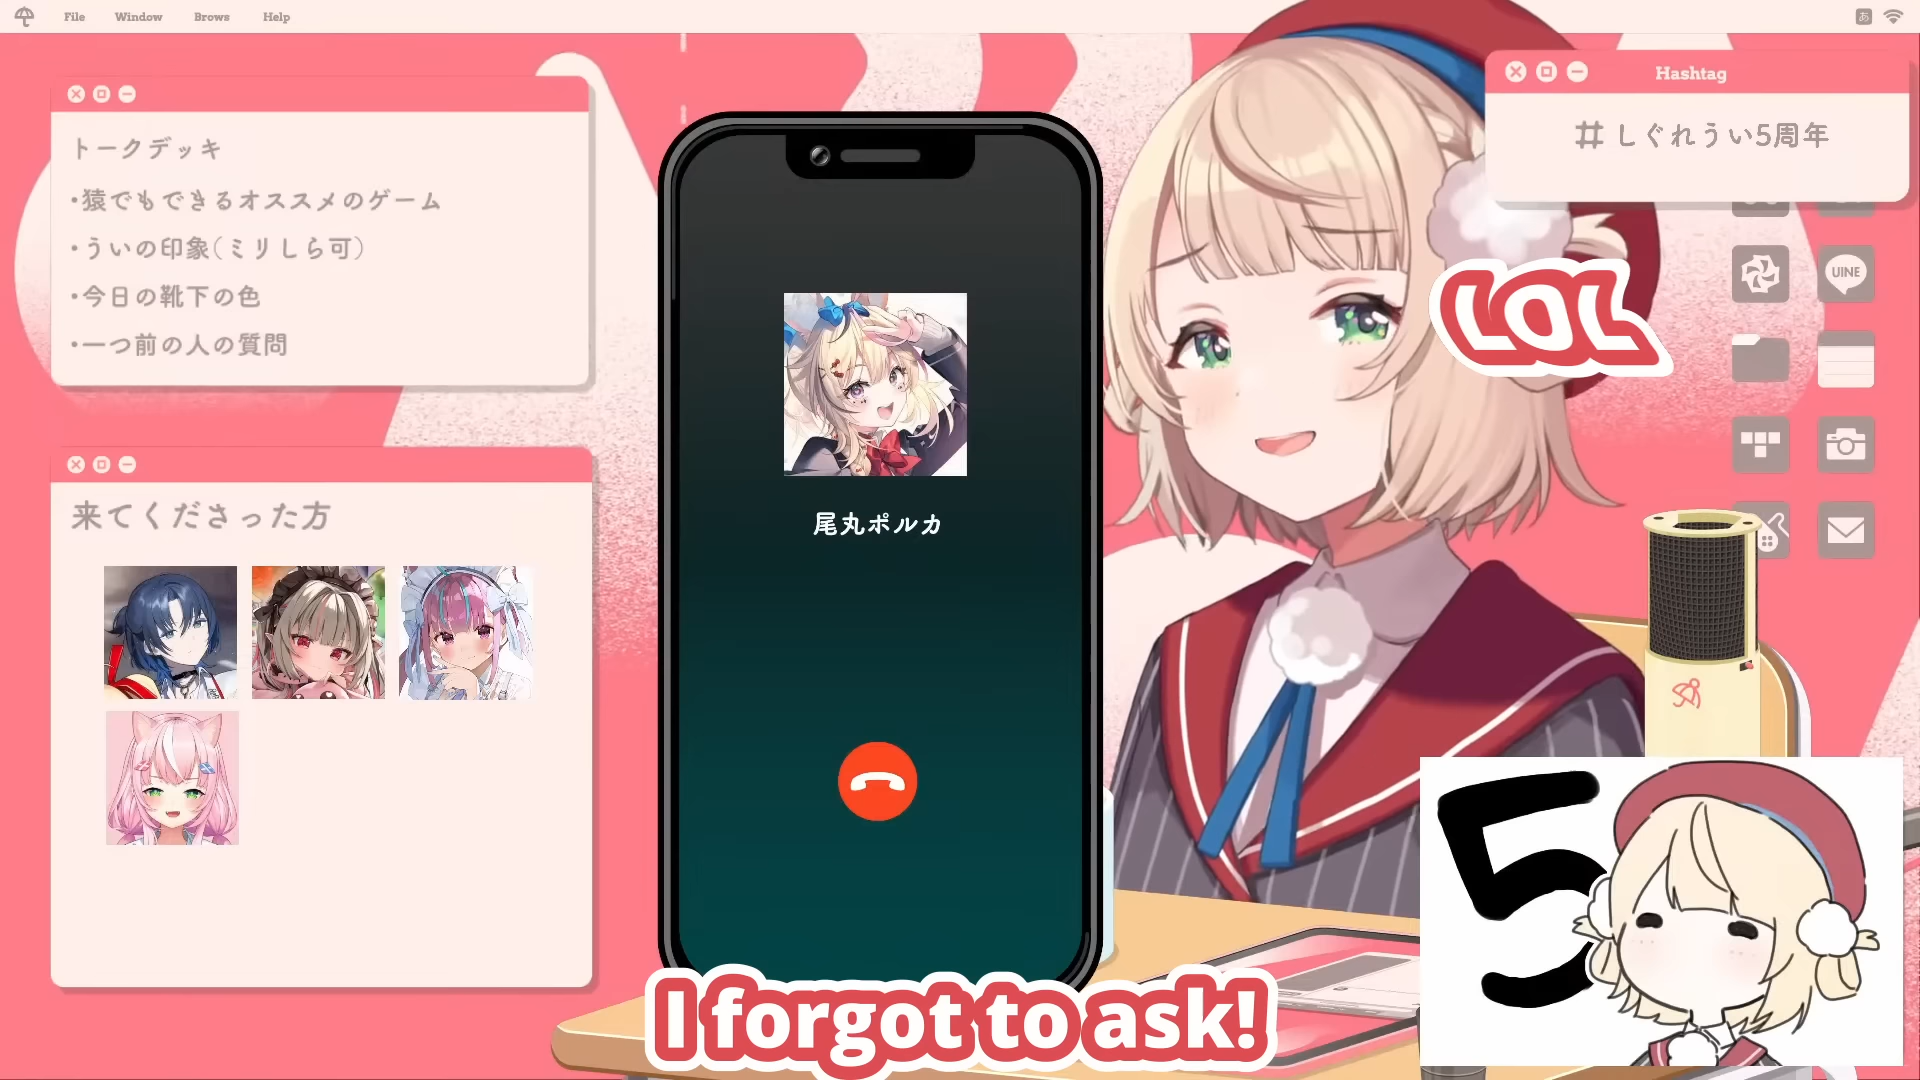 File Window Brows Help
あ
トークデッキ
・猿でもできるオススメのゲーム
・ういの印象(ミリしら可)
・今日の靴下の色
・一つ前の人の質問
来てくださった方
尾丸ポルカ
Hashtag
# しぐれうい5周年
UINE
LOL
5
I forgot to ask!